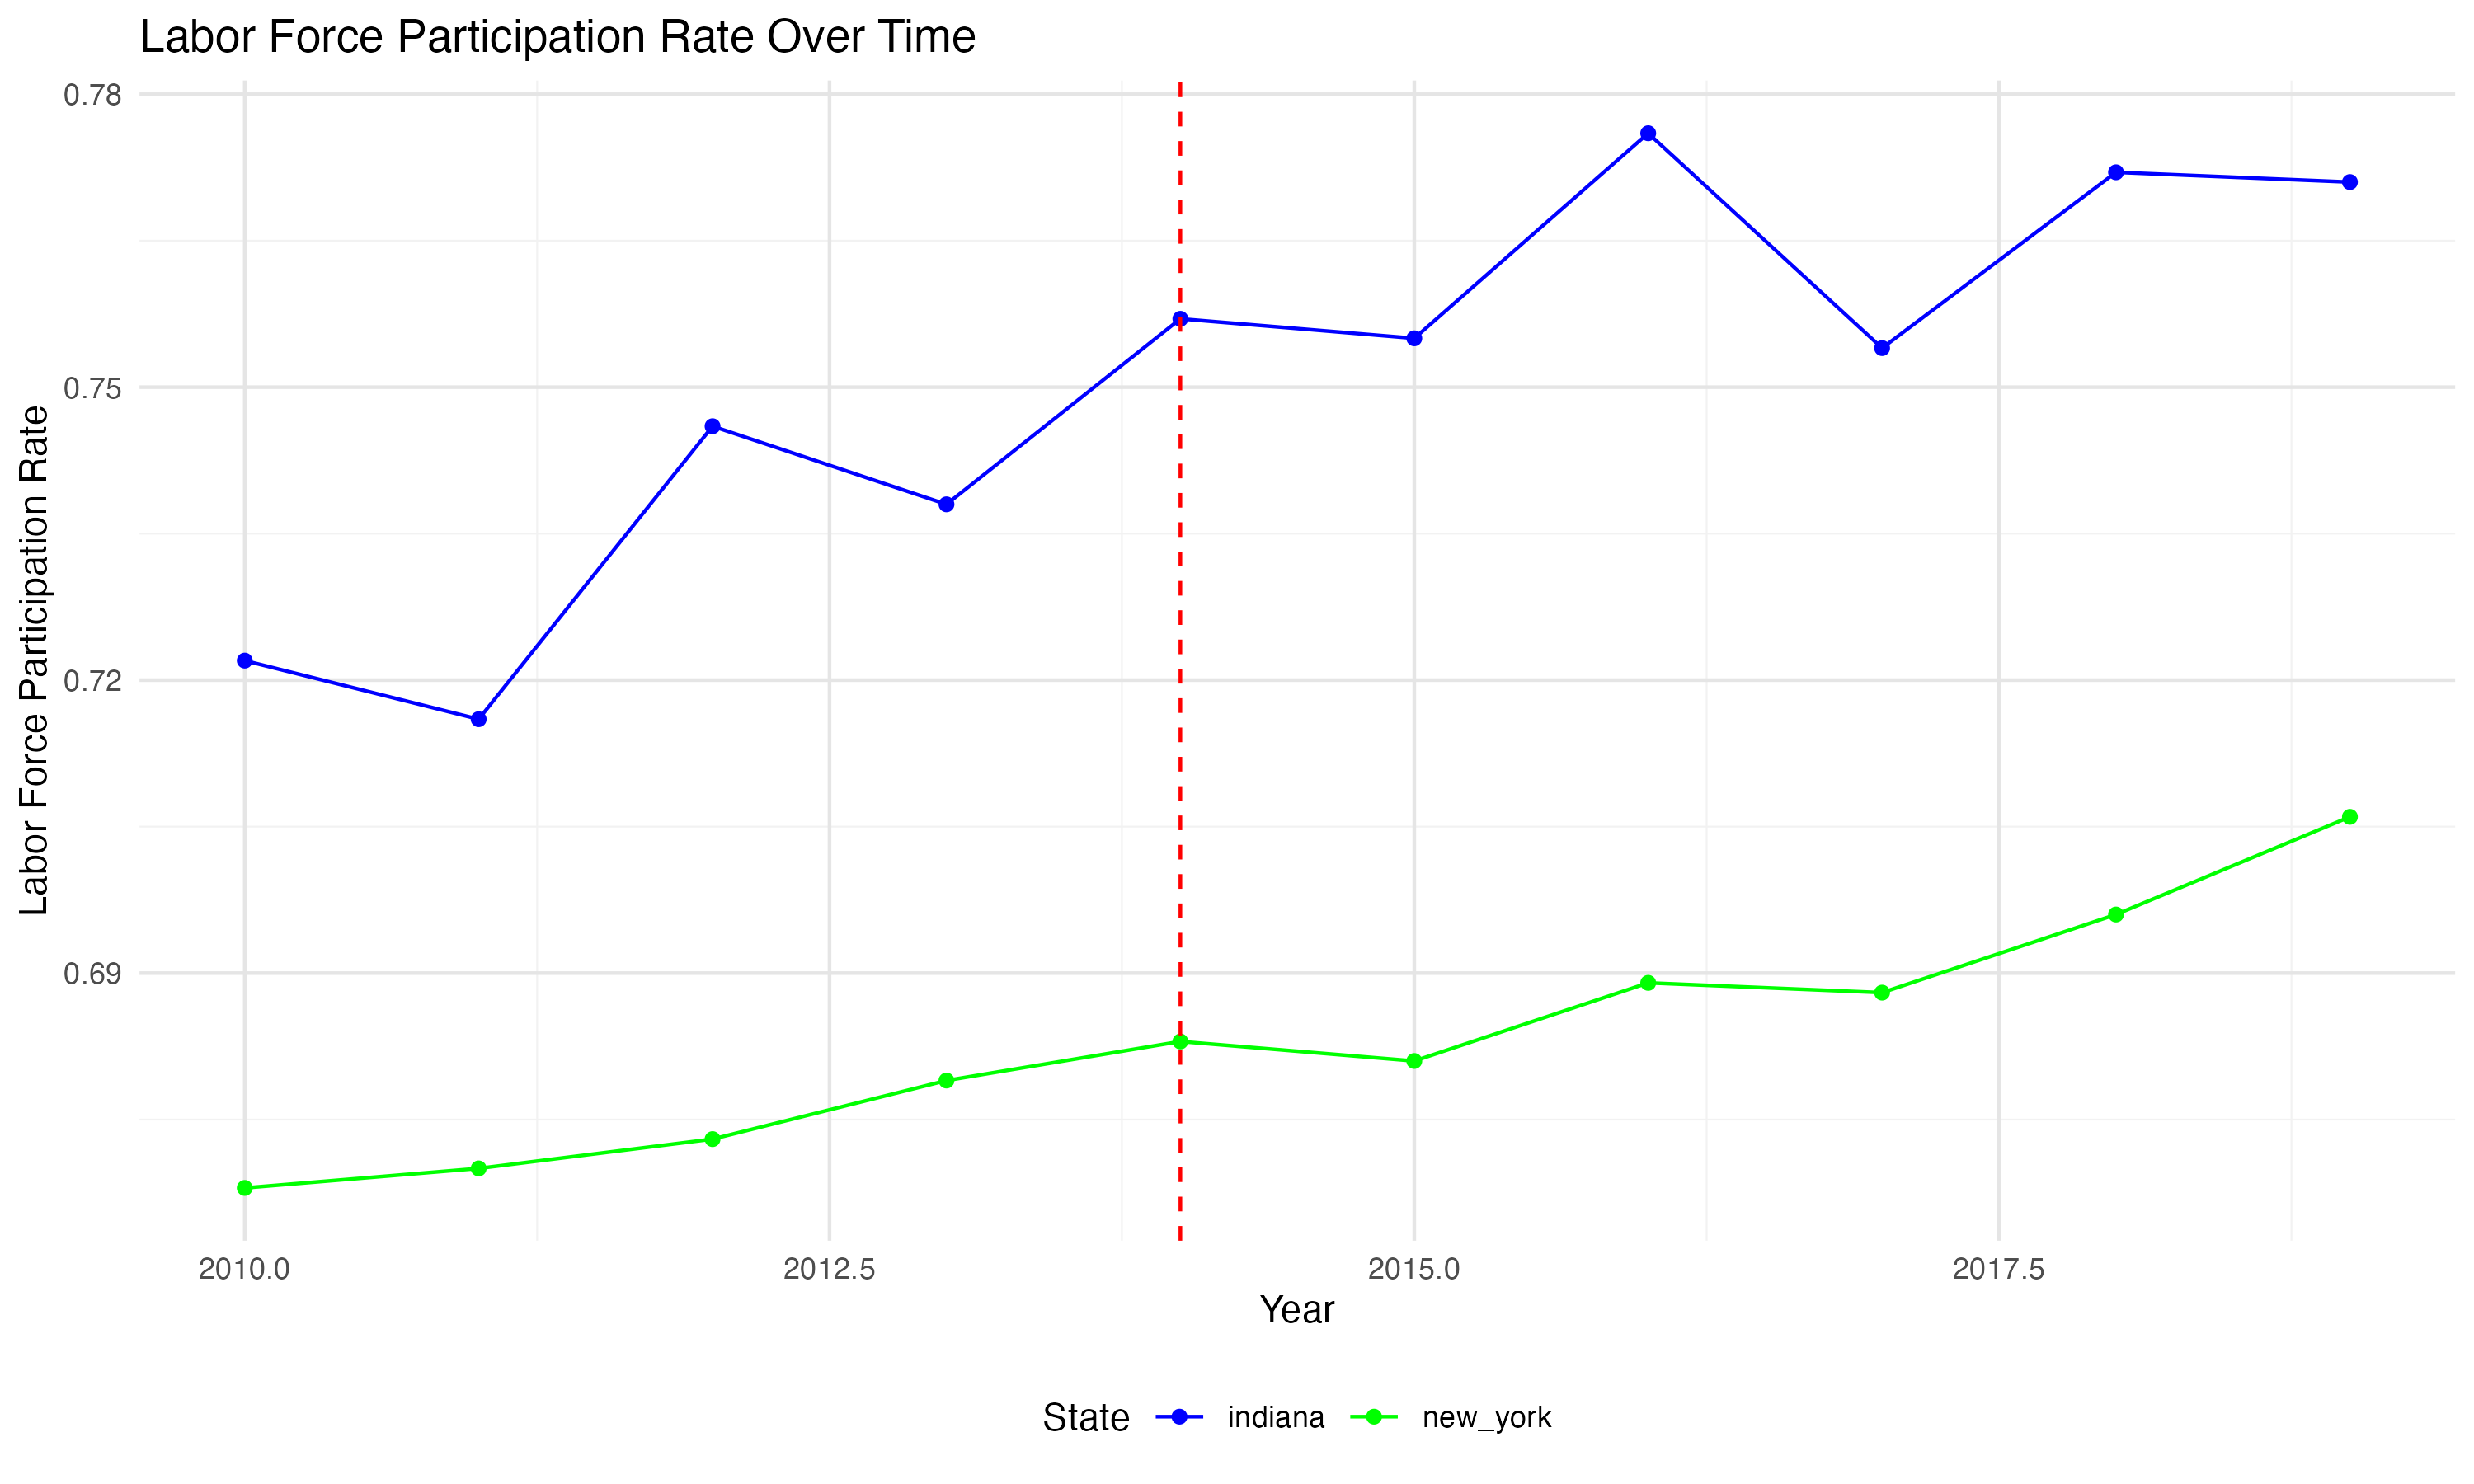 Labor Force Participation Rate Over Time
Labor Force Participation Rate
0.78
0.75
0.72
0.69
2010.0 2012.5 2015.0 2017.5
Year
State indiana new_york